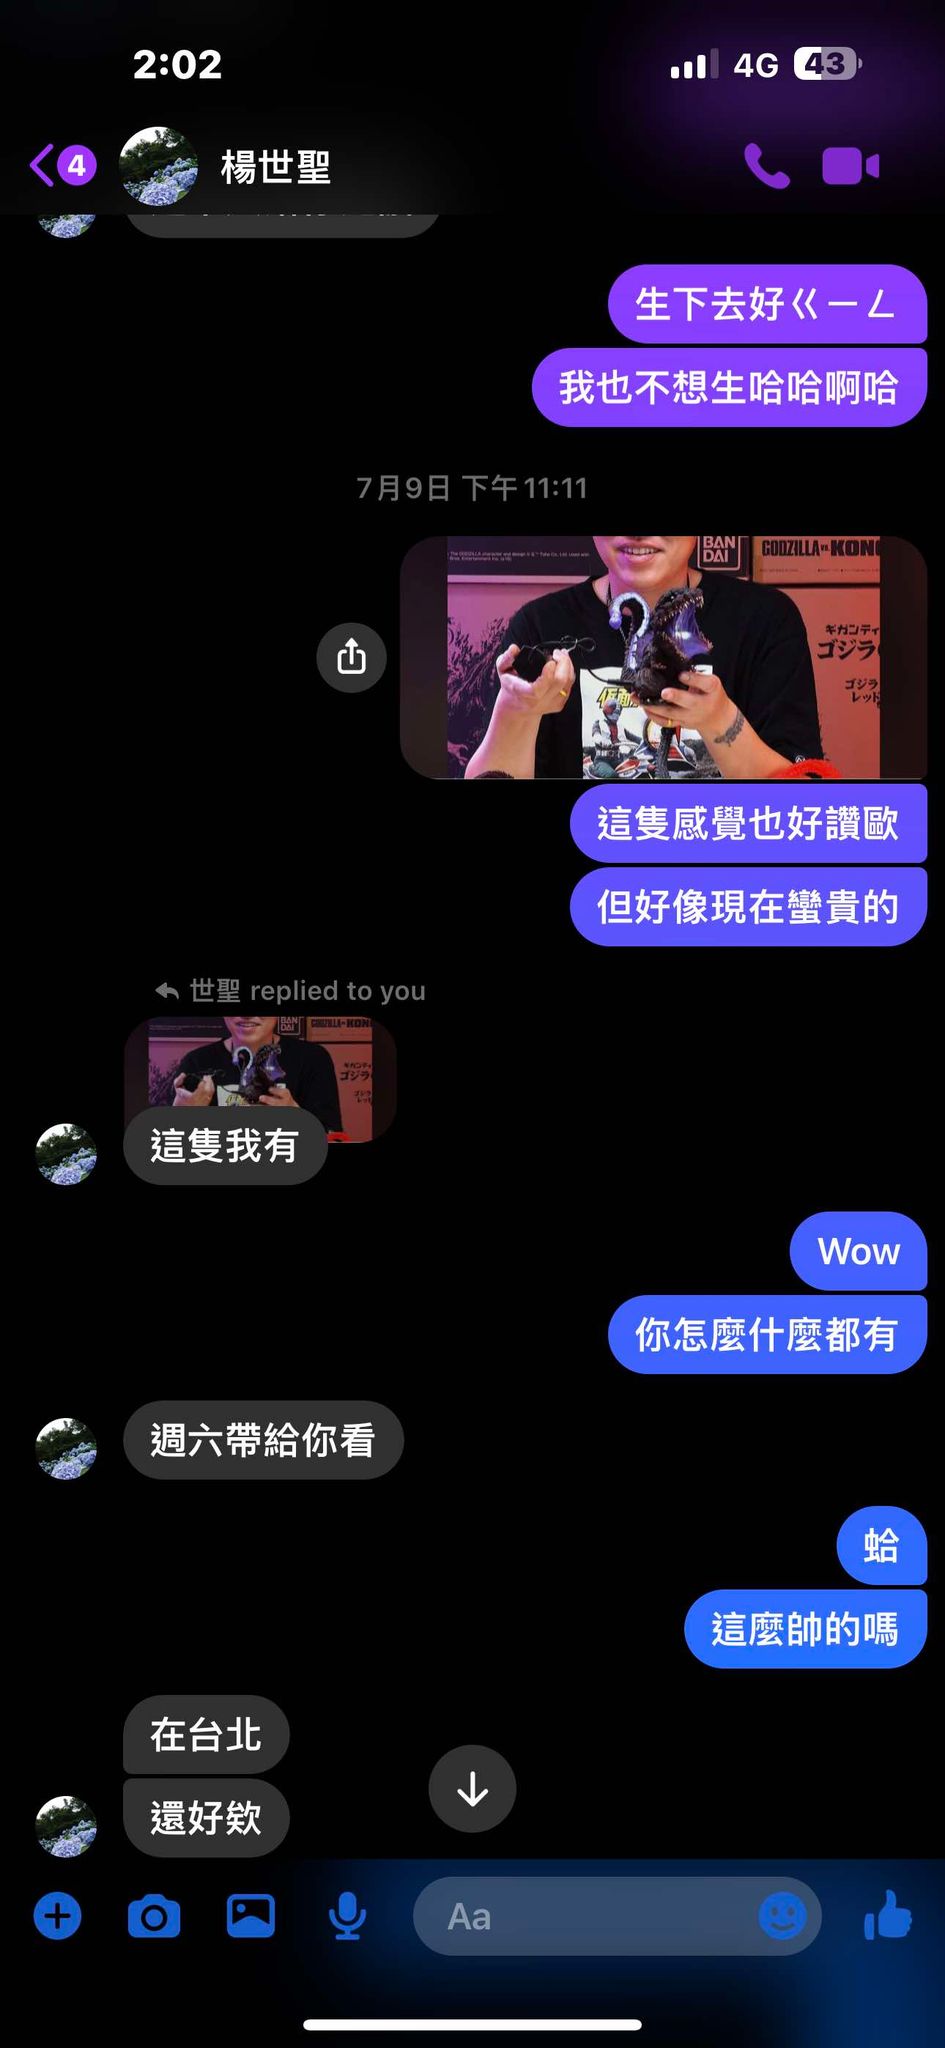 2:02
4G
43
4
楊世聖
生下去好ㄍㄧㄥ
我也不想生哈哈啊哈
7月9日 下午11:11
BAN
DAI
GODZILLA VS. KONG
ギガンティ
ゴジラ
ゴジラ
レッド
仮面
這隻感覺也好讚歐
但好像現在蠻貴的
世聖 replied to you
BAN
DAI
這隻我有
Wow
你怎麼什麼都有
週六帶給你看
蛤
這麼帥的嗎
在台北
還好欸
Aa